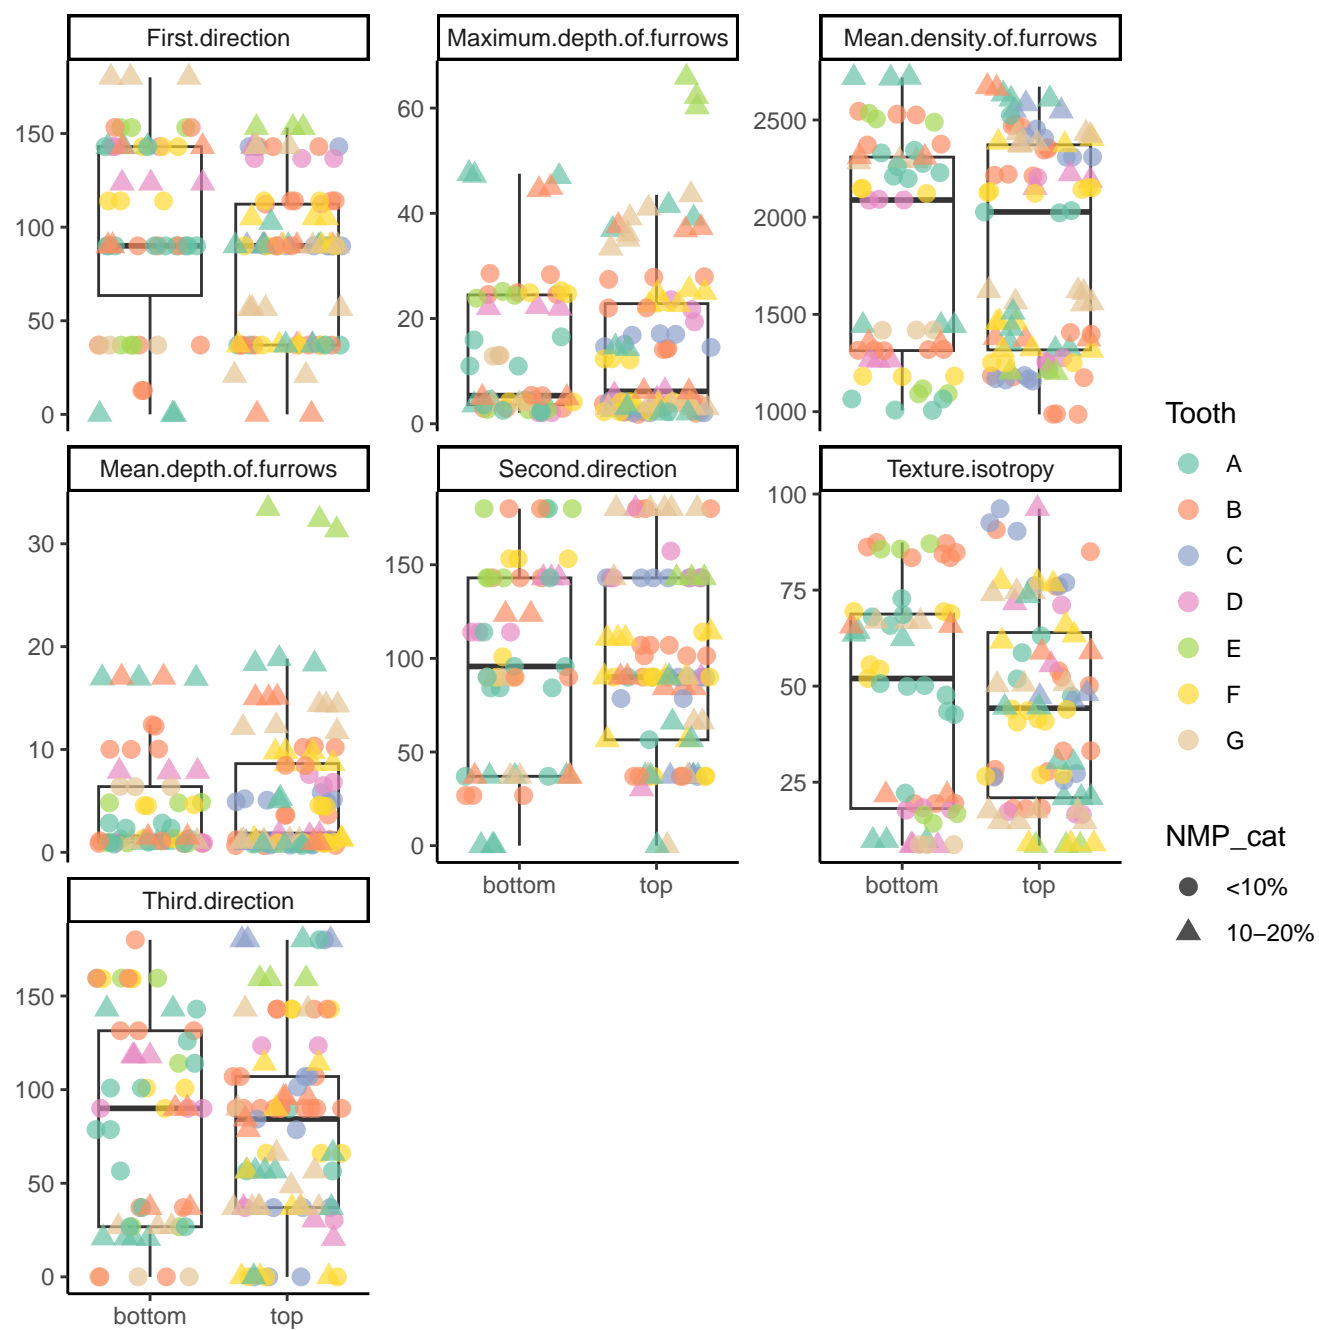 First.direction
Maximum.depth.of.furrows
Mean.density.of.furrows
150
100
50
0
60
40
20
0
2500
2000
1500
1000
Mean.depth.of.furrows
Second.direction
Texture.isotropy
30
20
10
0
150
100
50
0
100
75
50
25
bottom
top
bottom
top
Third.direction
150
100
50
0
bottom
top
Tooth
A
B
C
D
E
F
G
NMP_cat
<10%
10–20%